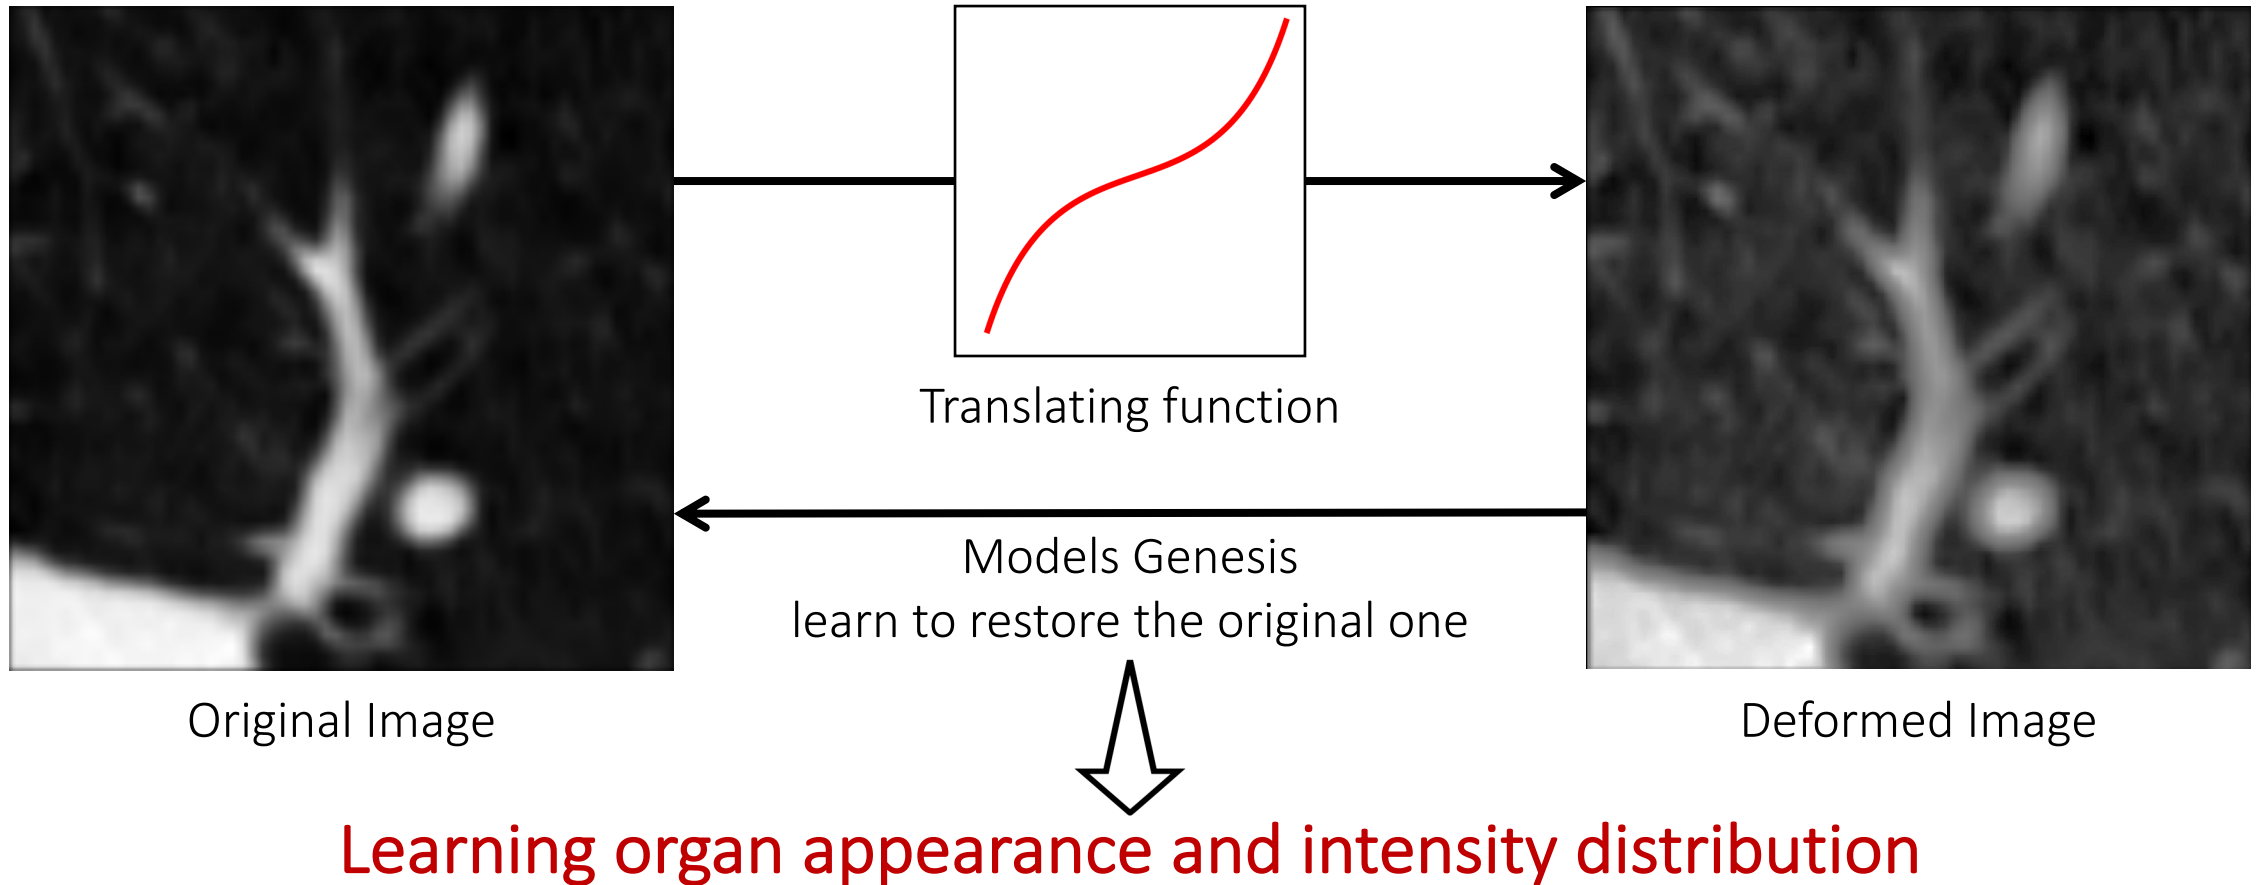 Translating function
Models Genesis
learn to restore the original one
Original Image
Deformed Image
Learning organ appearance and intensity distribution